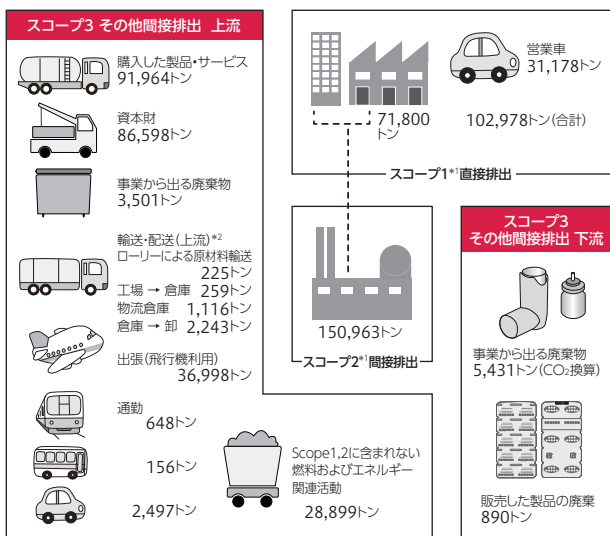 スコープ3 その他間接排出 上流
購入した製品・サービス
91,964トン
資本財
86,598トン
事業から出る廃棄物
3,501トン
輸送・配送(上流)*2
ローリーによる原材料輸送
225トン
工場 → 倉庫 259トン
物流倉庫 1,116トン
倉庫 → 卸 2,243トン
出張(飛行機利用)
36,998トン
通勤
648トン
156トン
2,497トン
Scope1,2に含まれない
燃料およびエネルギー
関連活動
28,899トン
71,800
トン
営業車
31,178トン
102,978トン(合計)
スコープ1*1直接排出
150,963トン
スコープ2*1間接排出
スコープ3
その他間接排出 下流
事業から出る廃棄物
5,431トン(CO2換算)
販売した製品の廃棄
890トン